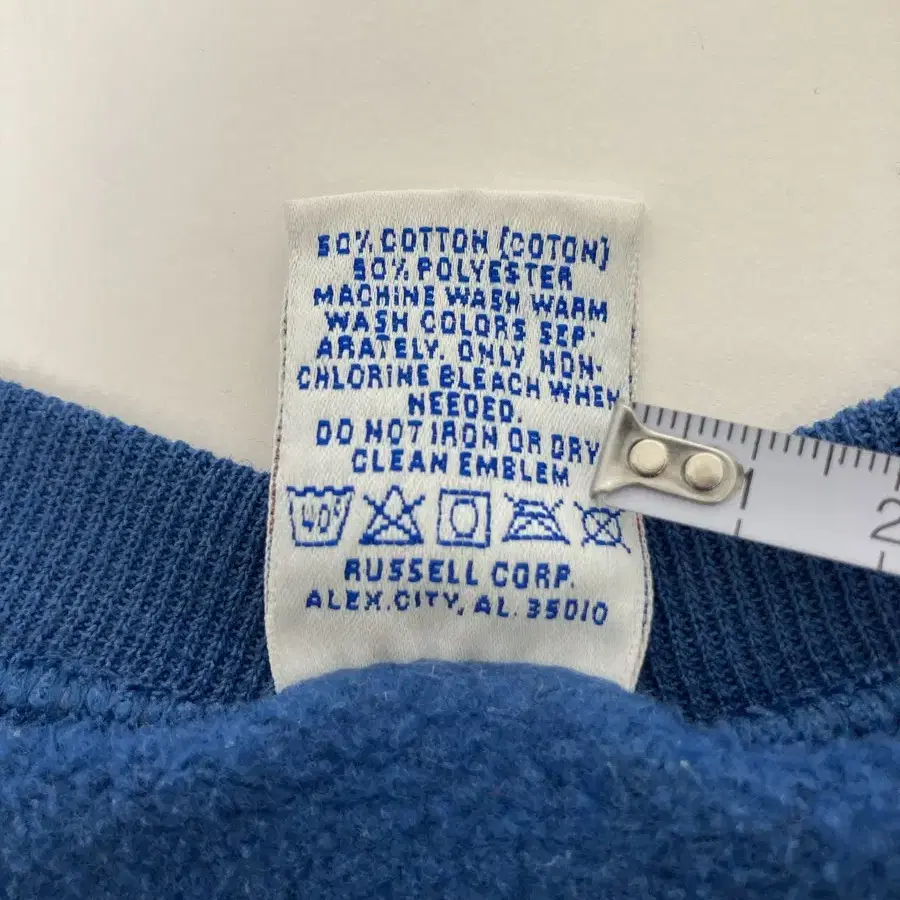 50% COTTON [COTON]
50% POLYESTER
MACHINE WASH WARM
WASH COLORS SEP-
ARATELY. ONLY NON-
CHLORINE BLEACH WHEN
NEEDED.
DO NOT IRON OR DRY
CLEAN EMBLEM
40°
RUSSELL CORP.
ALEX. CITY, AL. 35010
1
2